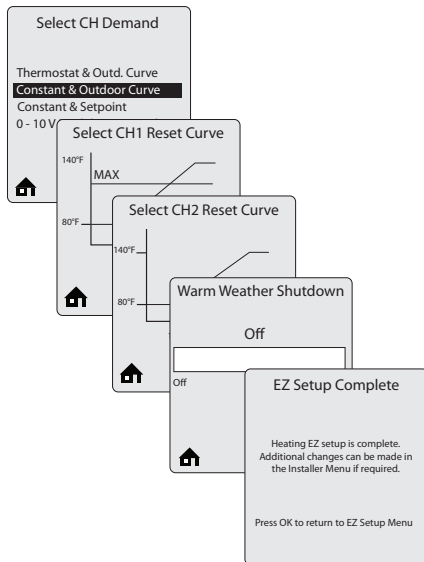 Select CH Demand
Thermostat & Outd. Curve
Constant & Outdoor Curve
Constant & Setpoint
0 - 10 V
Select CH1 Reset Curve
140°F
MAX
80°F
Select CH2 Reset Curve
140°F
80°F
Warm Weather Shutdown
Off
Off
EZ Setup Complete
Heating EZ setup is complete.
Additional changes can be made in
the Installer Menu if required.
Press OK to return to EZ Setup Menu